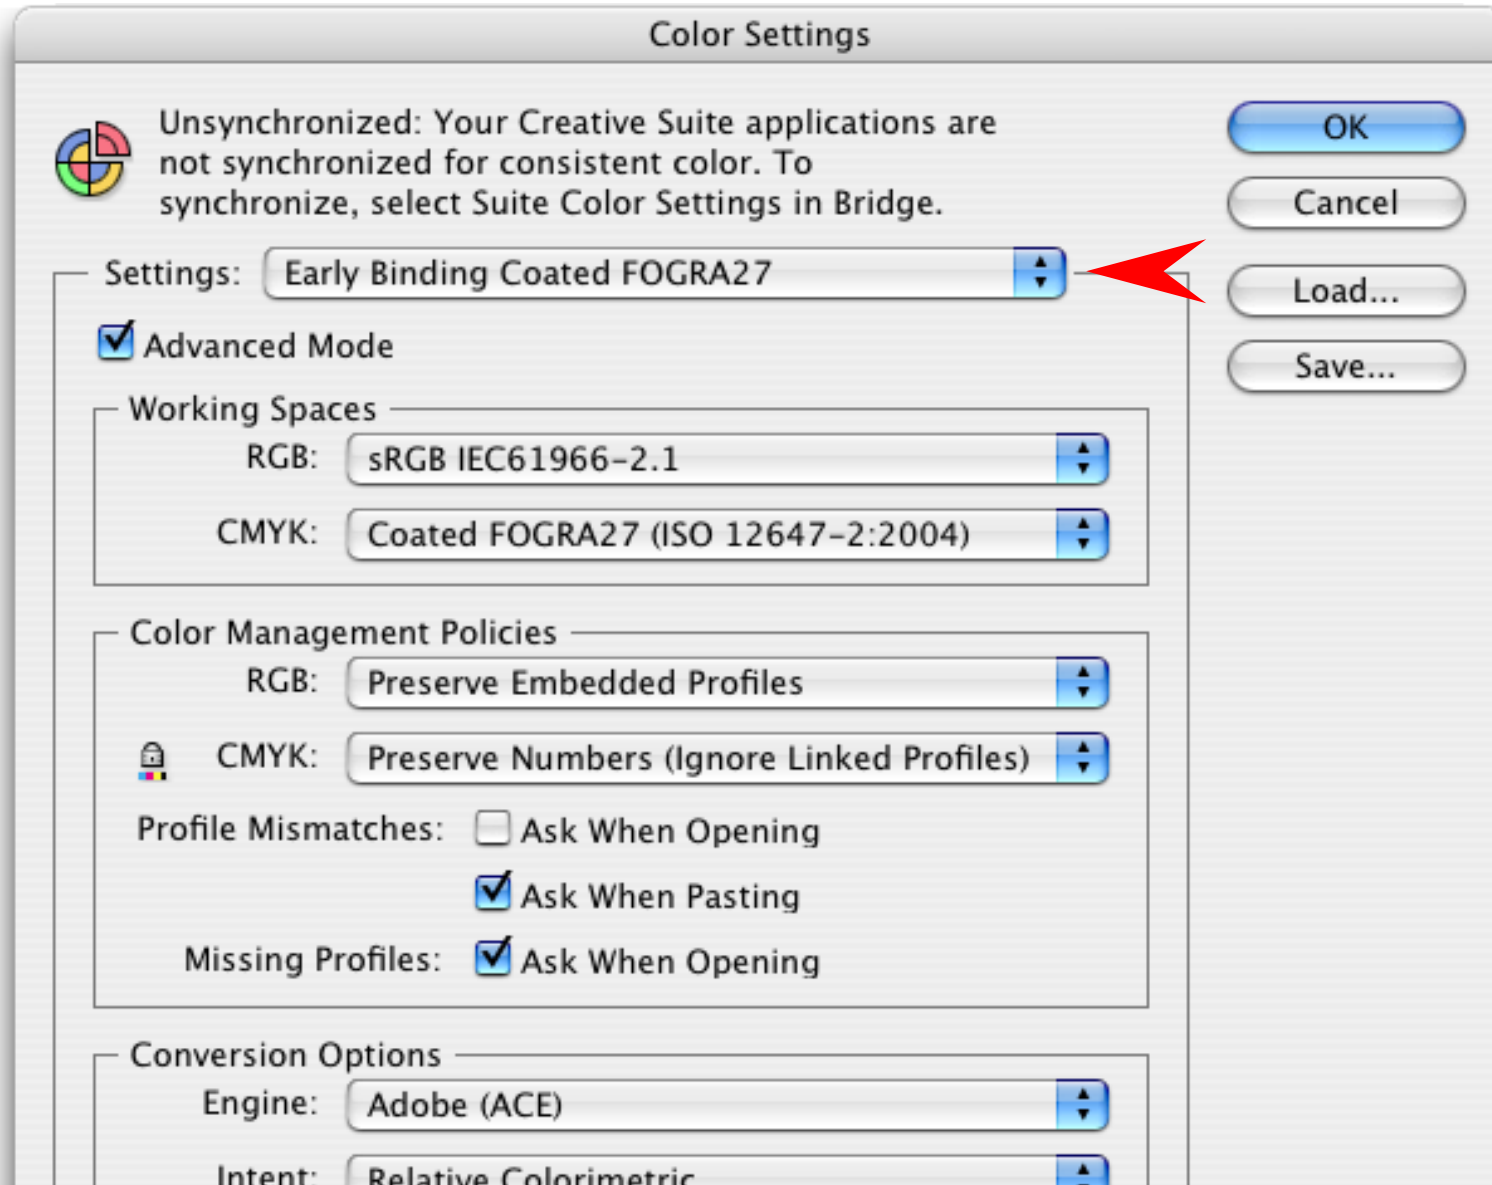 Color Settings
Unsynchronized: Your Creative Suite applications are
not synchronized for consistent color. To
synchronize, select Suite Color Settings in Bridge.
OK
Cancel
Load...
Save...
Settings: Early Binding Coated FOGRA27
Advanced Mode
Working Spaces
RGB: sRGB IEC61966-2.1
CMYK: Coated FOGRA27 (ISO 12647-2:2004)
Color Management Policies
RGB: Preserve Embedded Profiles
CMYK: Preserve Numbers (Ignore Linked Profiles)
Profile Mismatches: Ask When Opening
Ask When Pasting
Missing Profiles: Ask When Opening
Conversion Options
Engine: Adobe (ACE)
Intent: Relative Colorimetric